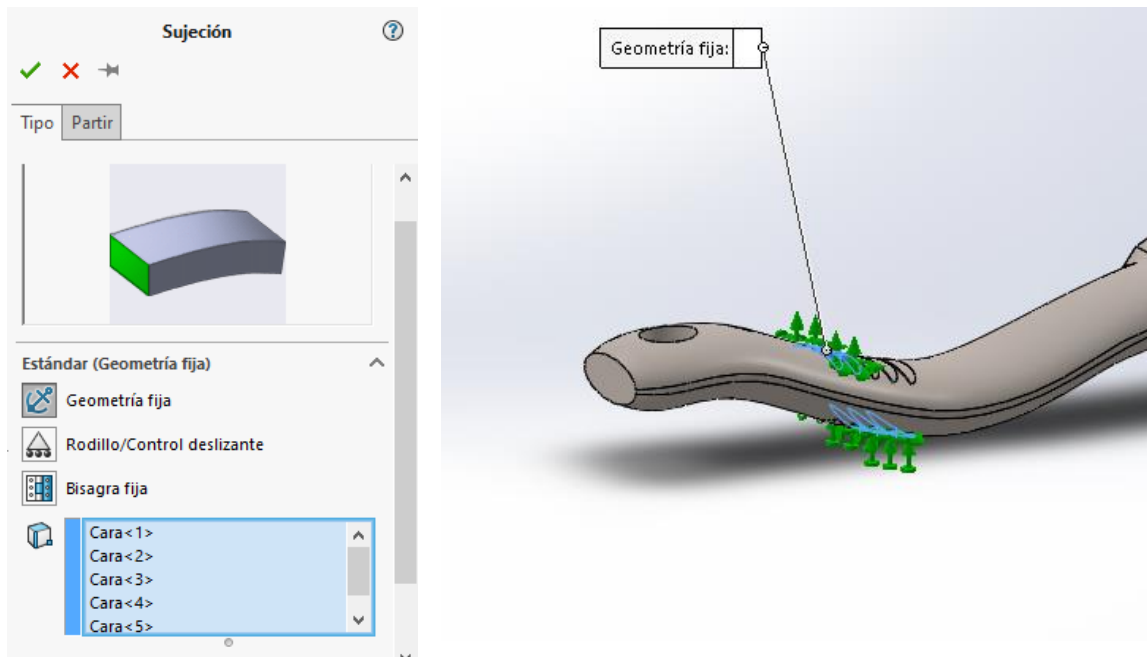 Sujeción
Tipo Partir
Estándar (Geometría fija)
Geometría fija
Rodillo/Control deslizante
Bisagra fija
Cara<1>
Cara<2>
Cara<3>
Cara<4>
Cara<5>
Geometría fija: